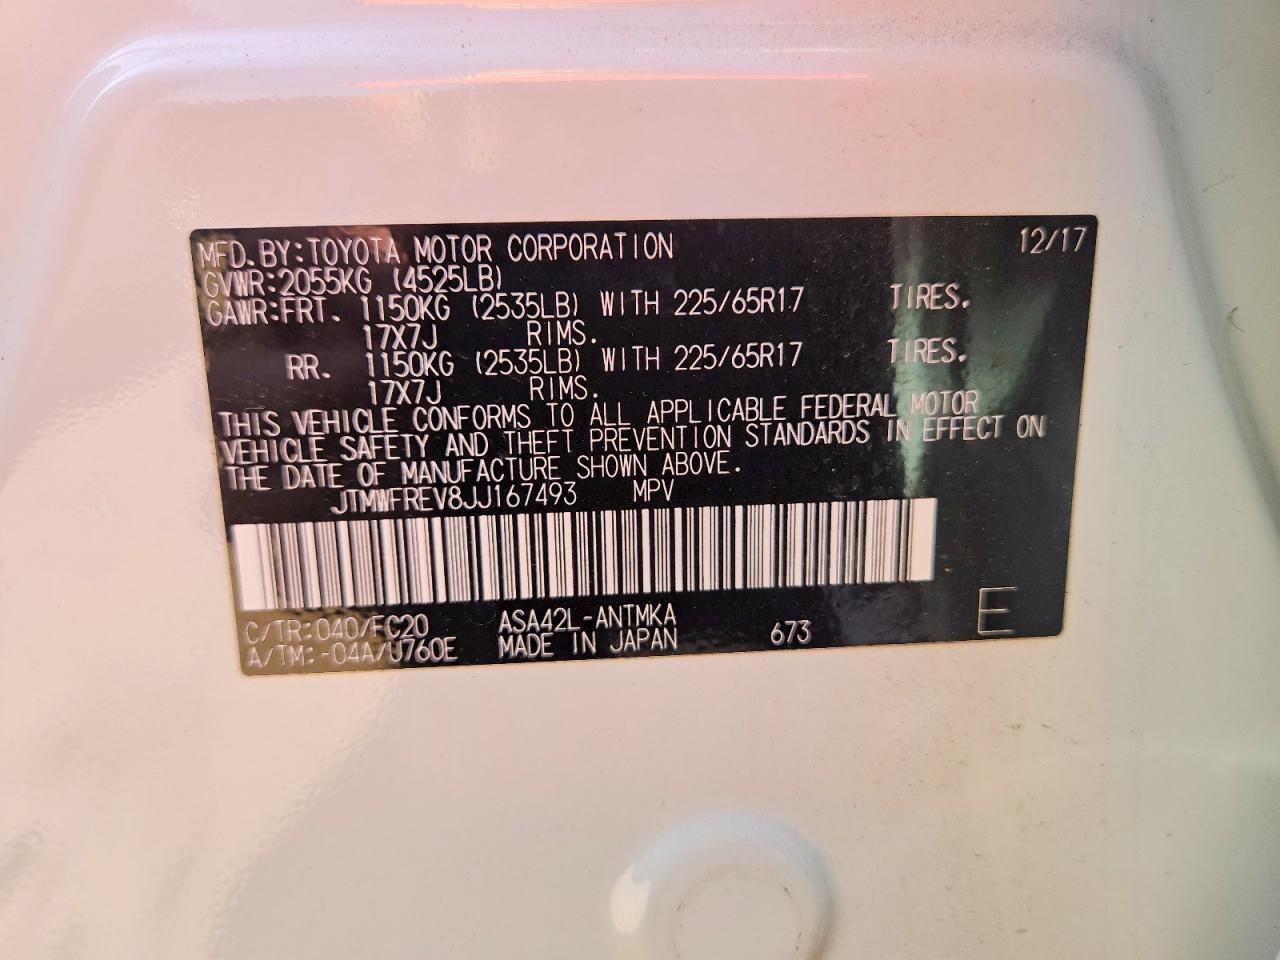 MFD. BY: TOYOTA MOTOR CORPORATION 12/17
GVWR: 2055KG (4525LB)
GAWR: FRT. 1150KG (2535LB) WITH 225/65R17 TIRES.
17X7J RIMS.
RR. 1150KG (2535LB) WITH 225/65R17 TIRES.
17X7J RIMS.
THIS VEHICLE CONFORMS TO ALL APPLICABLE FEDERAL MOTOR
VEHICLE SAFETY AND THEFT PREVENTION STANDARDS IN EFFECT ON
THE DATE OF MANUFACTURE SHOWN ABOVE.
JTMWFREV8JJ167493 MPV
C/TR: 040/FC20 ASA42L-ANTMKA
A/TM: -04A/U760E MADE IN JAPAN 673 E